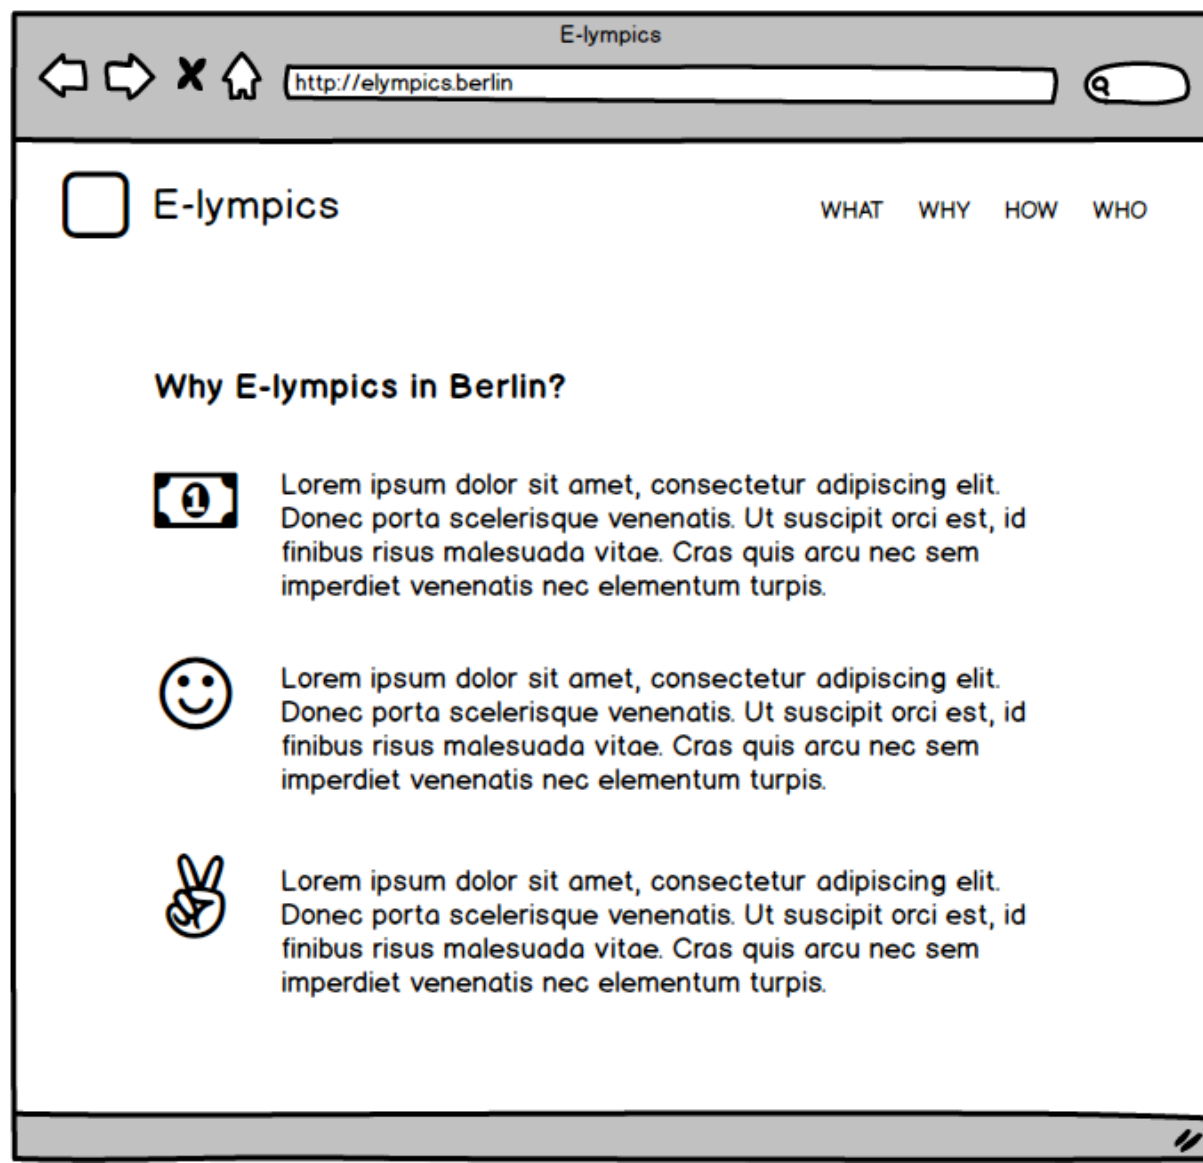 E-lympics
http://elympics.berlin
E-lympics
WHAT WHY HOW WHO
Why E-lympics in Berlin?
1
Lorem ipsum dolor sit amet, consectetur adipiscing elit.
Donec porta scelerisque venenatis. Ut suscipit orci est, id
finibus risus malesuada vitae. Cras quis arcu nec sem
imperdiet venenatis nec elementum turpis.
Lorem ipsum dolor sit amet, consectetur adipiscing elit.
Donec porta scelerisque venenatis. Ut suscipit orci est, id
finibus risus malesuada vitae. Cras quis arcu nec sem
imperdiet venenatis nec elementum turpis.
Lorem ipsum dolor sit amet, consectetur adipiscing elit.
Donec porta scelerisque venenatis. Ut suscipit orci est, id
finibus risus malesuada vitae. Cras quis arcu nec sem
imperdiet venenatis nec elementum turpis.